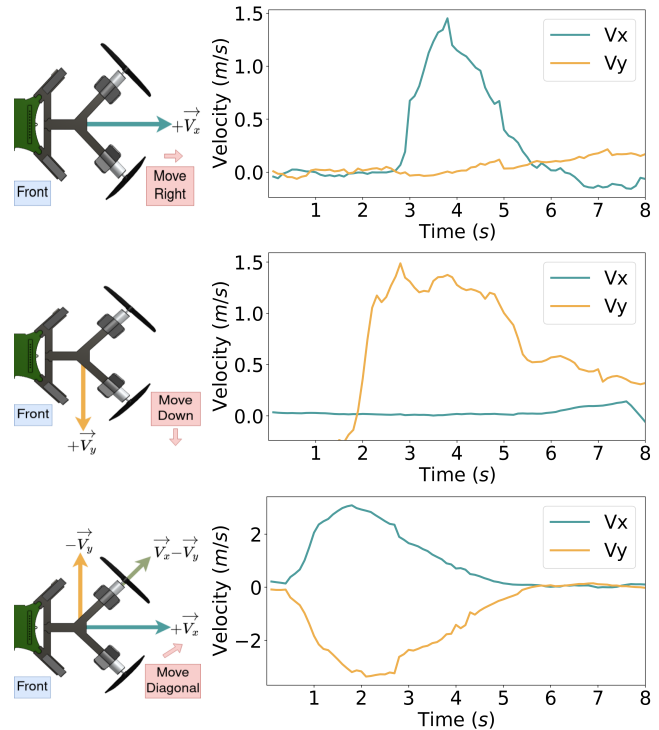 Front
+Vx
Move
Right
Velocity (m/s)
1.5
1.0
0.5
0.0
Vx
Vy
1 2 3 4 5 6 7 8
Time (s)
Front
+Vy
Move
Down
Velocity (m/s)
1.5
1.0
0.5
0.0
Vx
Vy
1 2 3 4 5 6 7 8
Time (s)
−Vy
Vx−Vy
+Vx
Front
Move
Diagonal
Velocity (m/s)
2
0
−2
Vx
Vy
0 1 2 3 4 5 6 7 8
Time (s)